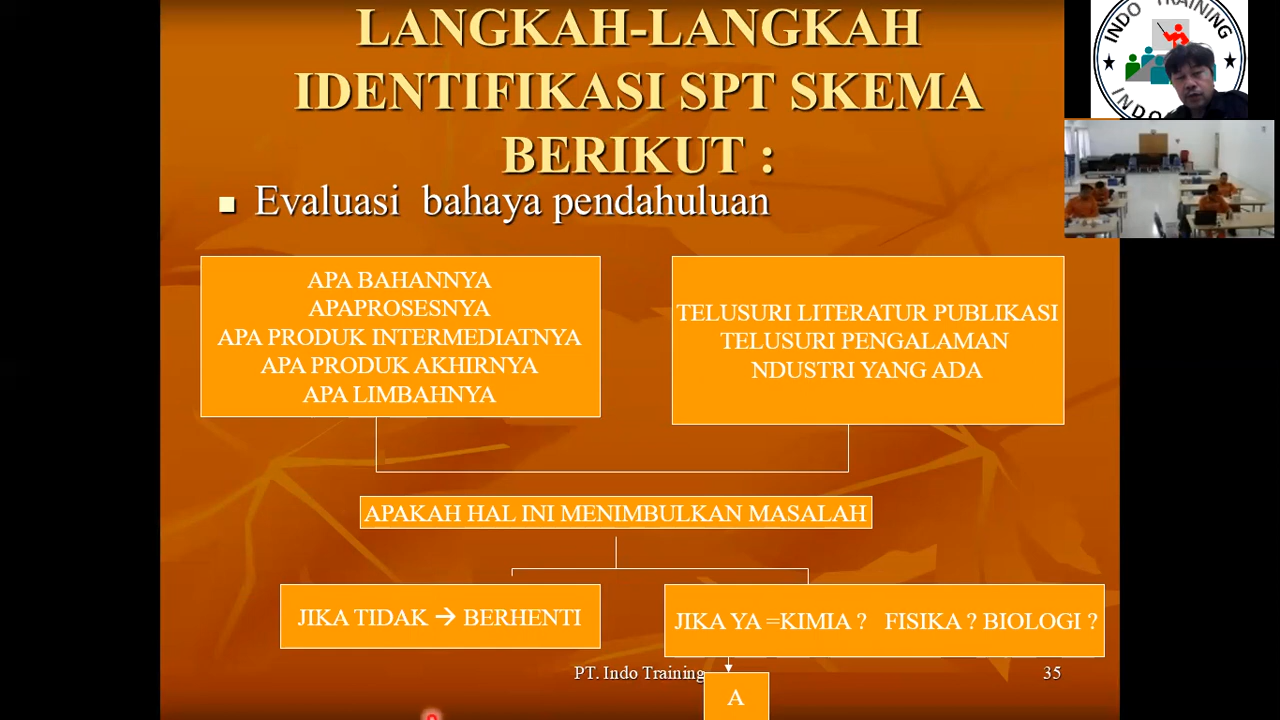 LANGKAH-LANGKAH
IDENTIFIKASI SPT SKEMA
BERIKUT :
Evaluasi bahaya pendahuluan
APA BAHANNYA
APAPROSESNYA
APA PRODUK INTERMEDIATNYA
APA PRODUK AKHIRNYA
APA LIMBAHNYA
TELUSURI LITERATUR PUBLIKASI
TELUSURI PENGALAMAN
NDUSTRI YANG ADA
APAKAH HAL INI MENIMBULKAN MASALAH
JIKA TIDAK → BERHENTI
JIKA YA =KIMIA ? FISIKA ? BIOLOGI ?
A
PT. Indo Training
35
INDO TRAINING
INDO